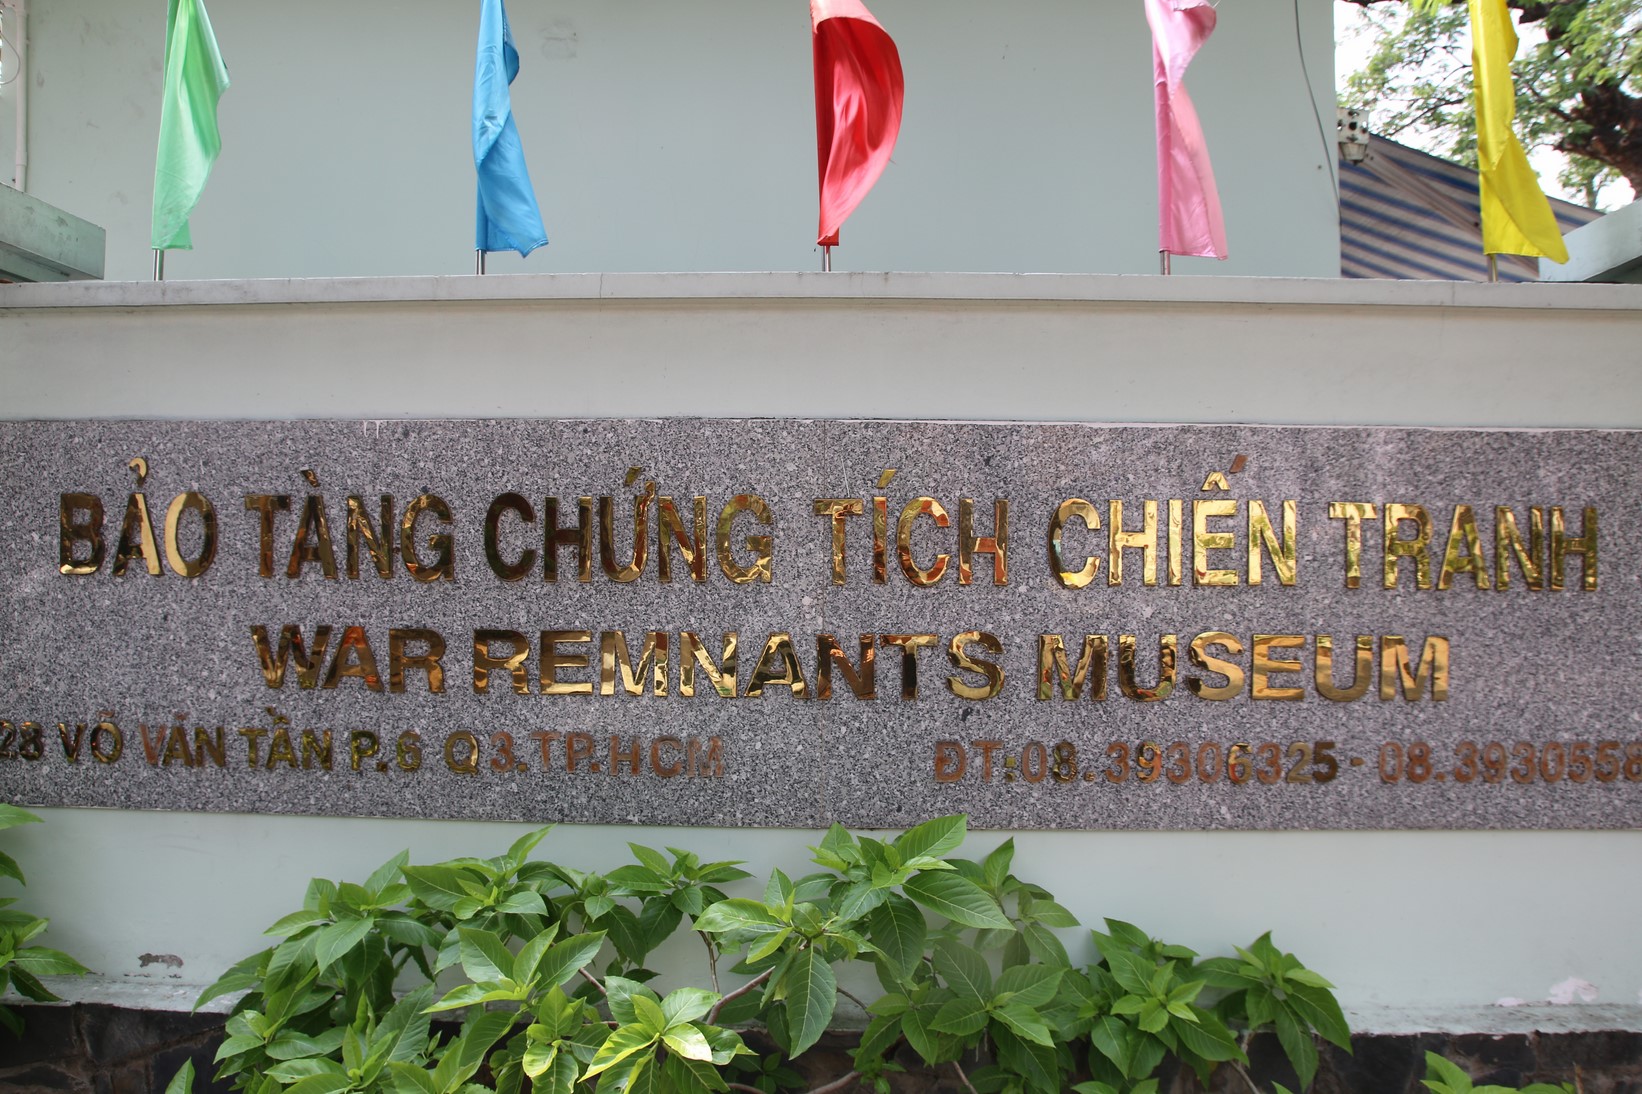 BẢO TÀNG CHỨNG TÍCH CHIẾN TRANH
WAR REMNANTS MUSEUM
28 VÕ VĂN TẦN P.6 Q3.TP.HCM ĐT:08.39306325-08.3930558